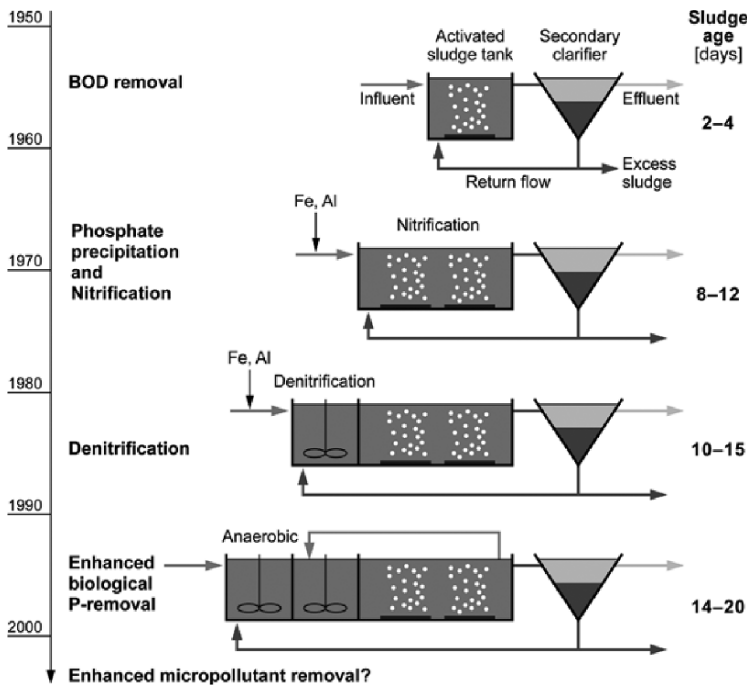 1950
Sludge
age
[days]
Activated
sludge tank
Secondary
clarifier
BOD removal
Influent
Effluent
2–4
1960
Return flow
Excess
sludge
Fe, Al
Nitrification
Phosphate
precipitation
and
Nitrification
1970
8–12
Fe, Al
1980
Denitrification
Denitrification
10–15
1990
Anaerobic
Enhanced
biological
P-removal
14–20
2000
Enhanced micropollutant removal?